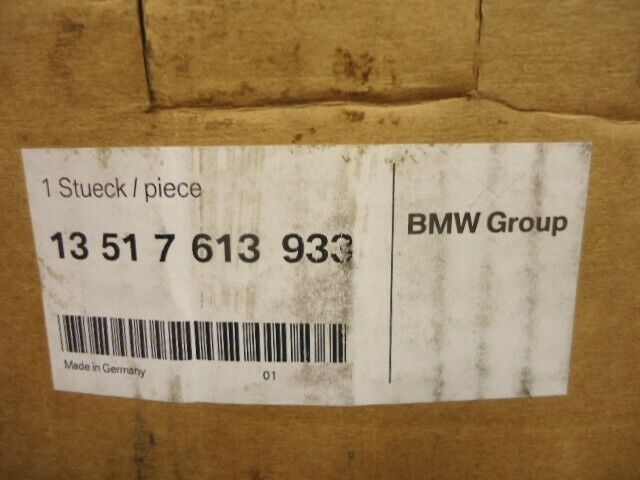 1 Stueck / piece
13 51 7 613 933
BMW Group
Made in Germany
01